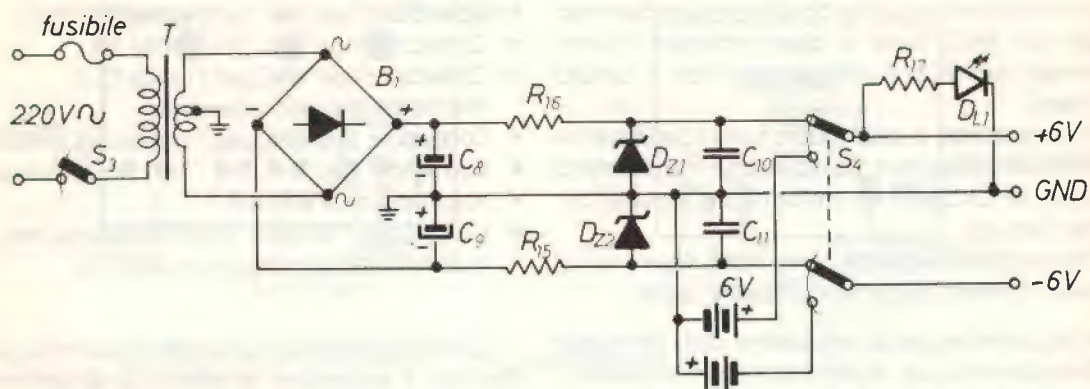 fusibile
T
220V∿
S3
∿
B1
-
+
∿
R16
+
C8
-
+
C9
-
R15
DZ1
DZ2
C10
C11
S4
R17
DL1
+6V
GND
-6V
6V
+
+